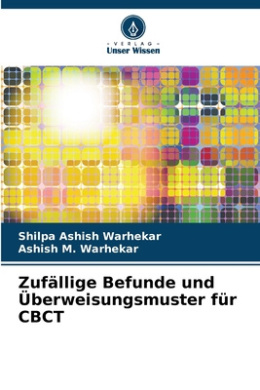 VERLAG
Unser Wissen
Shilpa Ashish Warhekar
Ashish M. Warhekar
Zufällige Befunde und
Überweisungsmuster für
CBCT